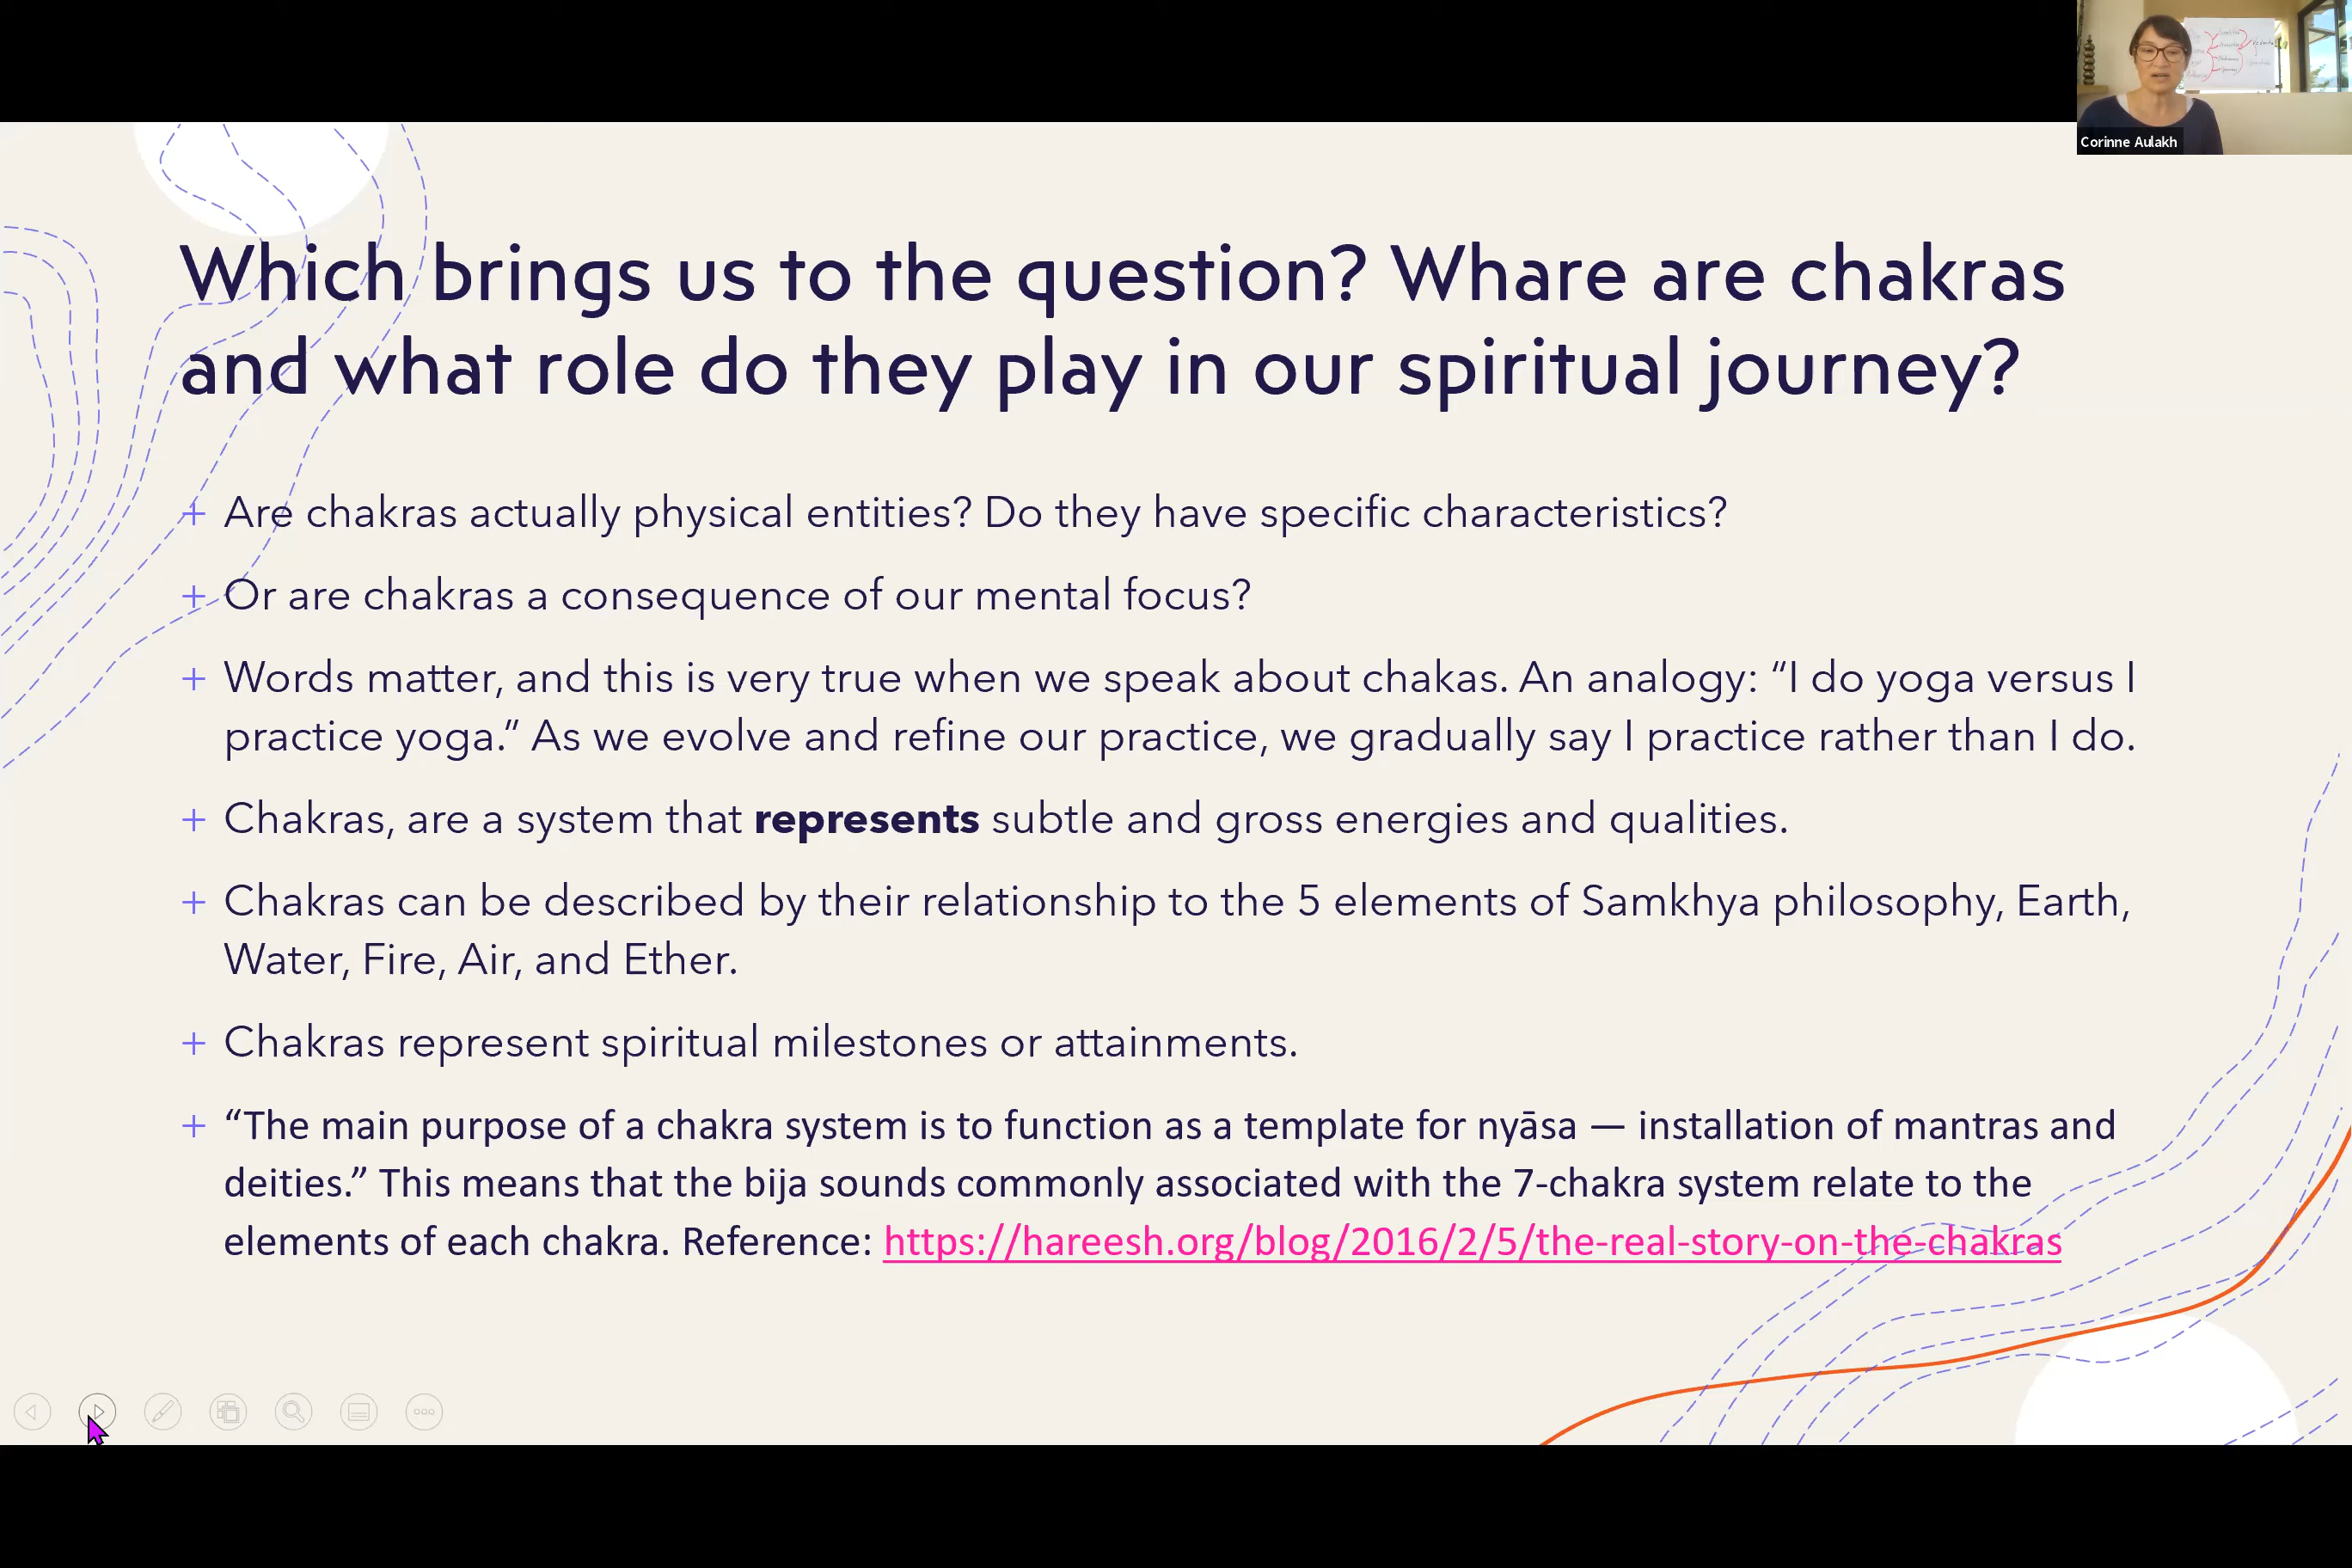 Corinne Aulakh
Which brings us to the question? Whare are chakras
and what role do they play in our spiritual journey?
+ Are chakras actually physical entities? Do they have specific characteristics?
+ Or are chakras a consequence of our mental focus?
+ Words matter, and this is very true when we speak about chakas. An analogy: “I do yoga versus I
practice yoga.” As we evolve and refine our practice, we gradually say I practice rather than I do.
+ Chakras, are a system that represents subtle and gross energies and qualities.
+ Chakras can be described by their relationship to the 5 elements of Samkhya philosophy, Earth,
Water, Fire, Air, and Ether.
+ Chakras represent spiritual milestones or attainments.
+ “The main purpose of a chakra system is to function as a template for nyāsa — installation of mantras and
deities.” This means that the bija sounds commonly associated with the 7-chakra system relate to the
elements of each chakra. Reference: https://hareesh.org/blog/2016/2/5/the-real-story-on-the-chakras